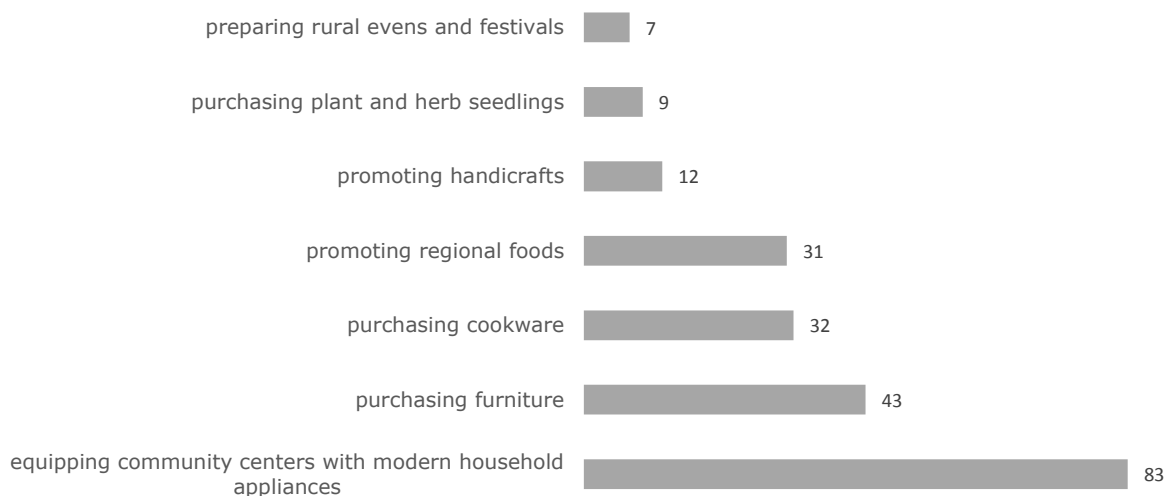 preparing rural evens and festivals 7
purchasing plant and herb seedlings 9
promoting handicrafts 12
promoting regional foods 31
purchasing cookware 32
purchasing furniture 43
equipping community centers with modern household
appliances 83